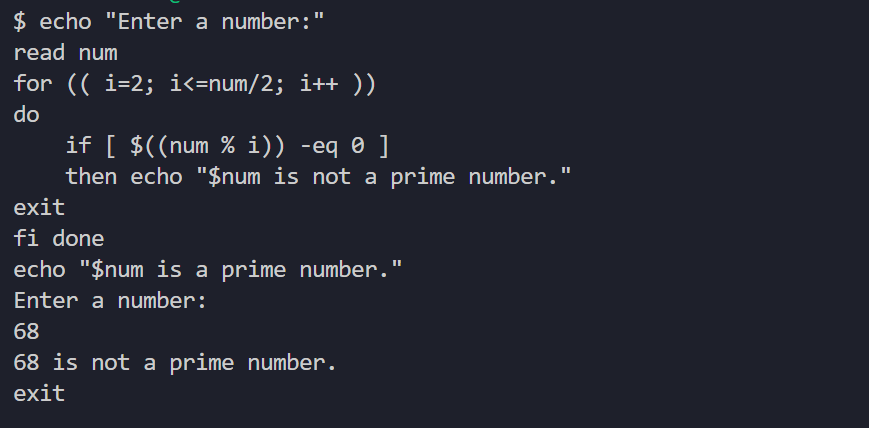 $ echo "Enter a number:"
read num
for (( i=2; i<=num/2; i++ ))
do
    if [ $((num % i)) -eq 0 ]
    then echo "$num is not a prime number."
exit
fi done
echo "$num is a prime number."
Enter a number:
68
68 is not a prime number.
exit